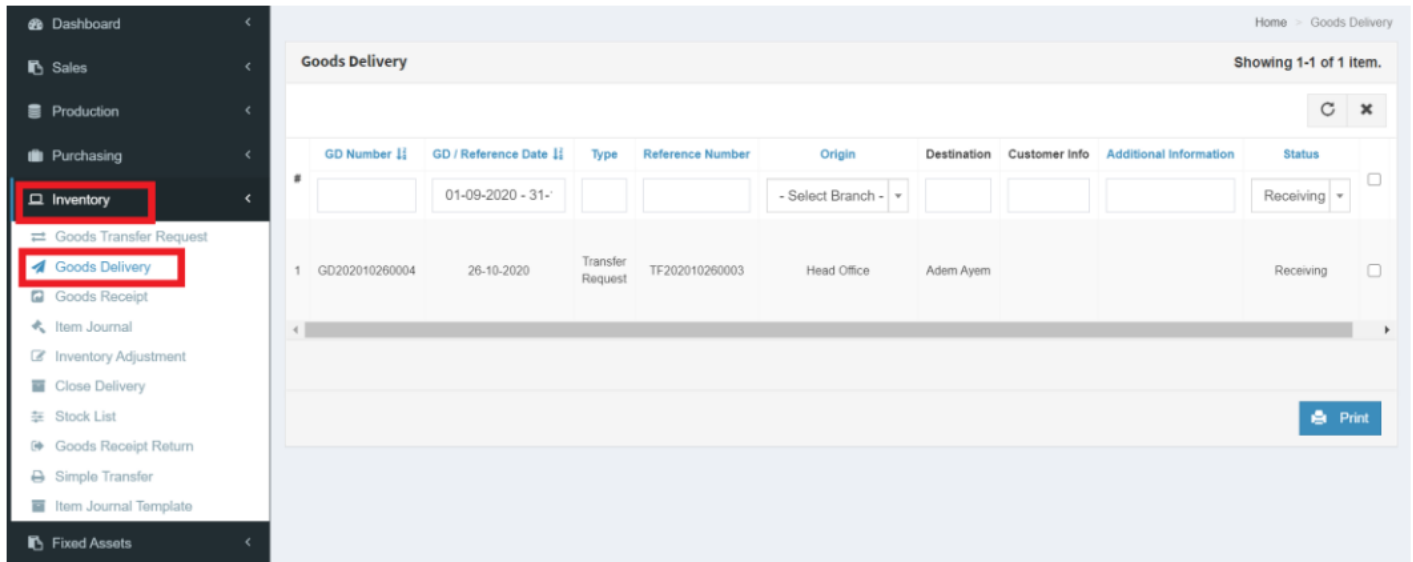 Dashboard
Sales
Production
Purchasing
Inventory
Goods Transfer Request
Goods Delivery
Goods Receipt
Item Journal
Inventory Adjustment
Close Delivery
Stock List
Goods Receipt Return
Simple Transfer
Item Journal Template
Fixed Assets
Home > Goods Delivery
Goods Delivery Showing 1-1 of 1 item.
# GD Number GD / Reference Date Type Reference Number Origin Destination Customer Info Additional Information Status
01-09-2020 - 31- - Select Branch - Receiving
1 GD202010260004 26-10-2020 Transfer Request TF202010260003 Head Office Adem Ayem Receiving
Print